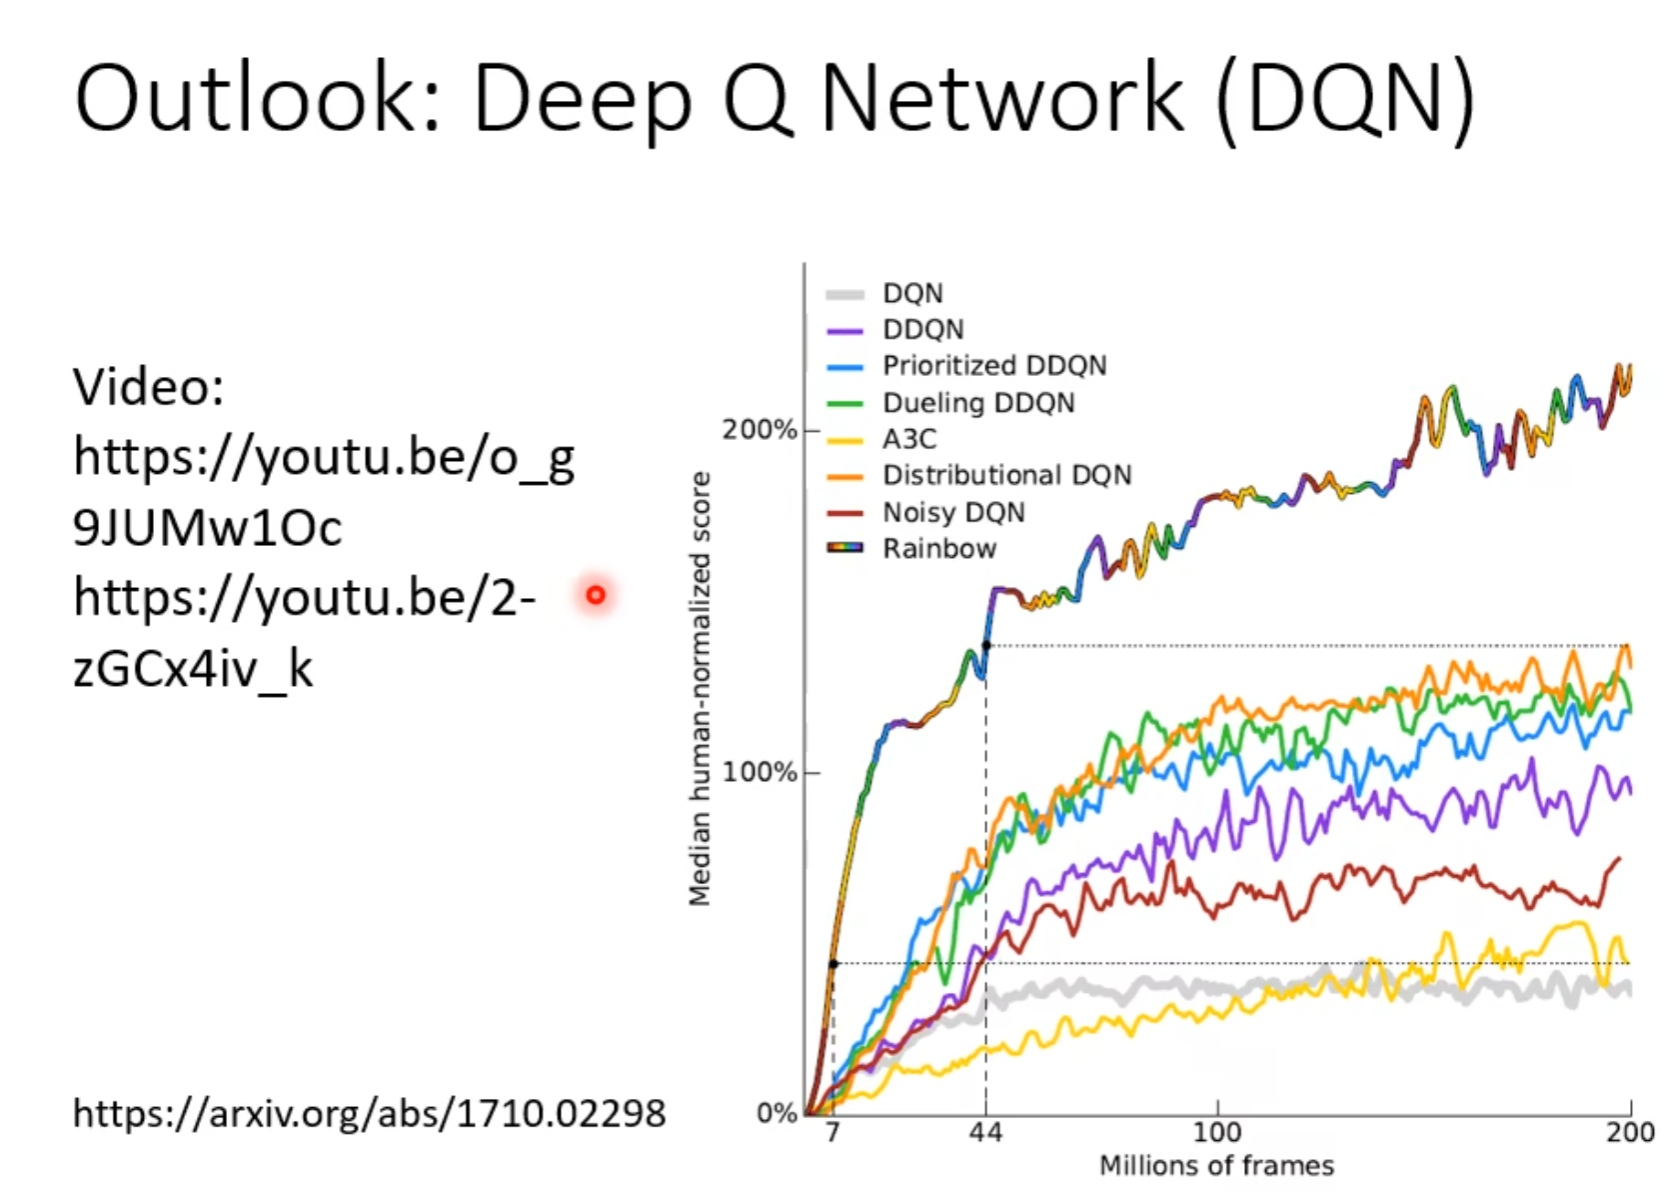 Outlook: Deep Q Network (DQN)
Video:
https://youtu.be/o_g
9JUMw1Oc
https://youtu.be/2-
zGCx4iv_k
https://arxiv.org/abs/1710.02298
Median human-normalized score
200%
100%
0%
DQN
DDQN
Prioritized DDQN
Dueling DDQN
A3C
Distributional DQN
Noisy DQN
Rainbow
7 44 100 200
Millions of frames